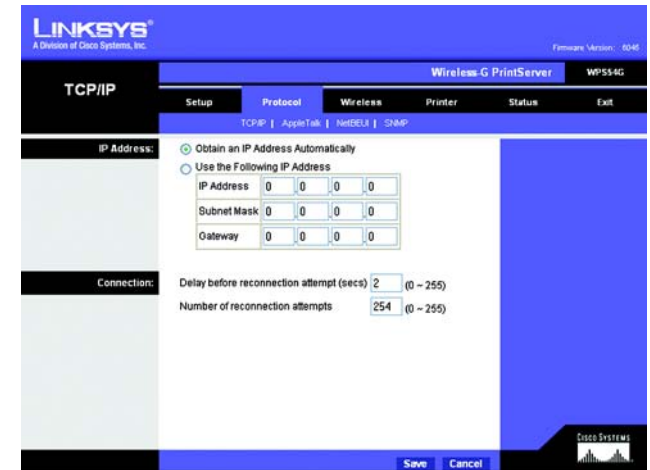 LINKSYS®
A Division of Cisco Systems, Inc.
Firmware Version: 6046
TCP/IP
Wireless-G PrintServer
WPS54G
Setup Protocol Wireless Printer Status Exit
TCP/IP | AppleTalk | NetBEUI | SNMP
IP Address:
Obtain an IP Address Automatically
Use the Following IP Address
IP Address 0 . 0 . 0 . 0
Subnet Mask 0 . 0 . 0 . 0
Gateway 0 . 0 . 0 . 0
Connection:
Delay before reconnection attempt (secs) 2 (0 ~ 255)
Number of reconnection attempts 254 (0 ~ 255)
CISCO SYSTEMS
Save Cancel